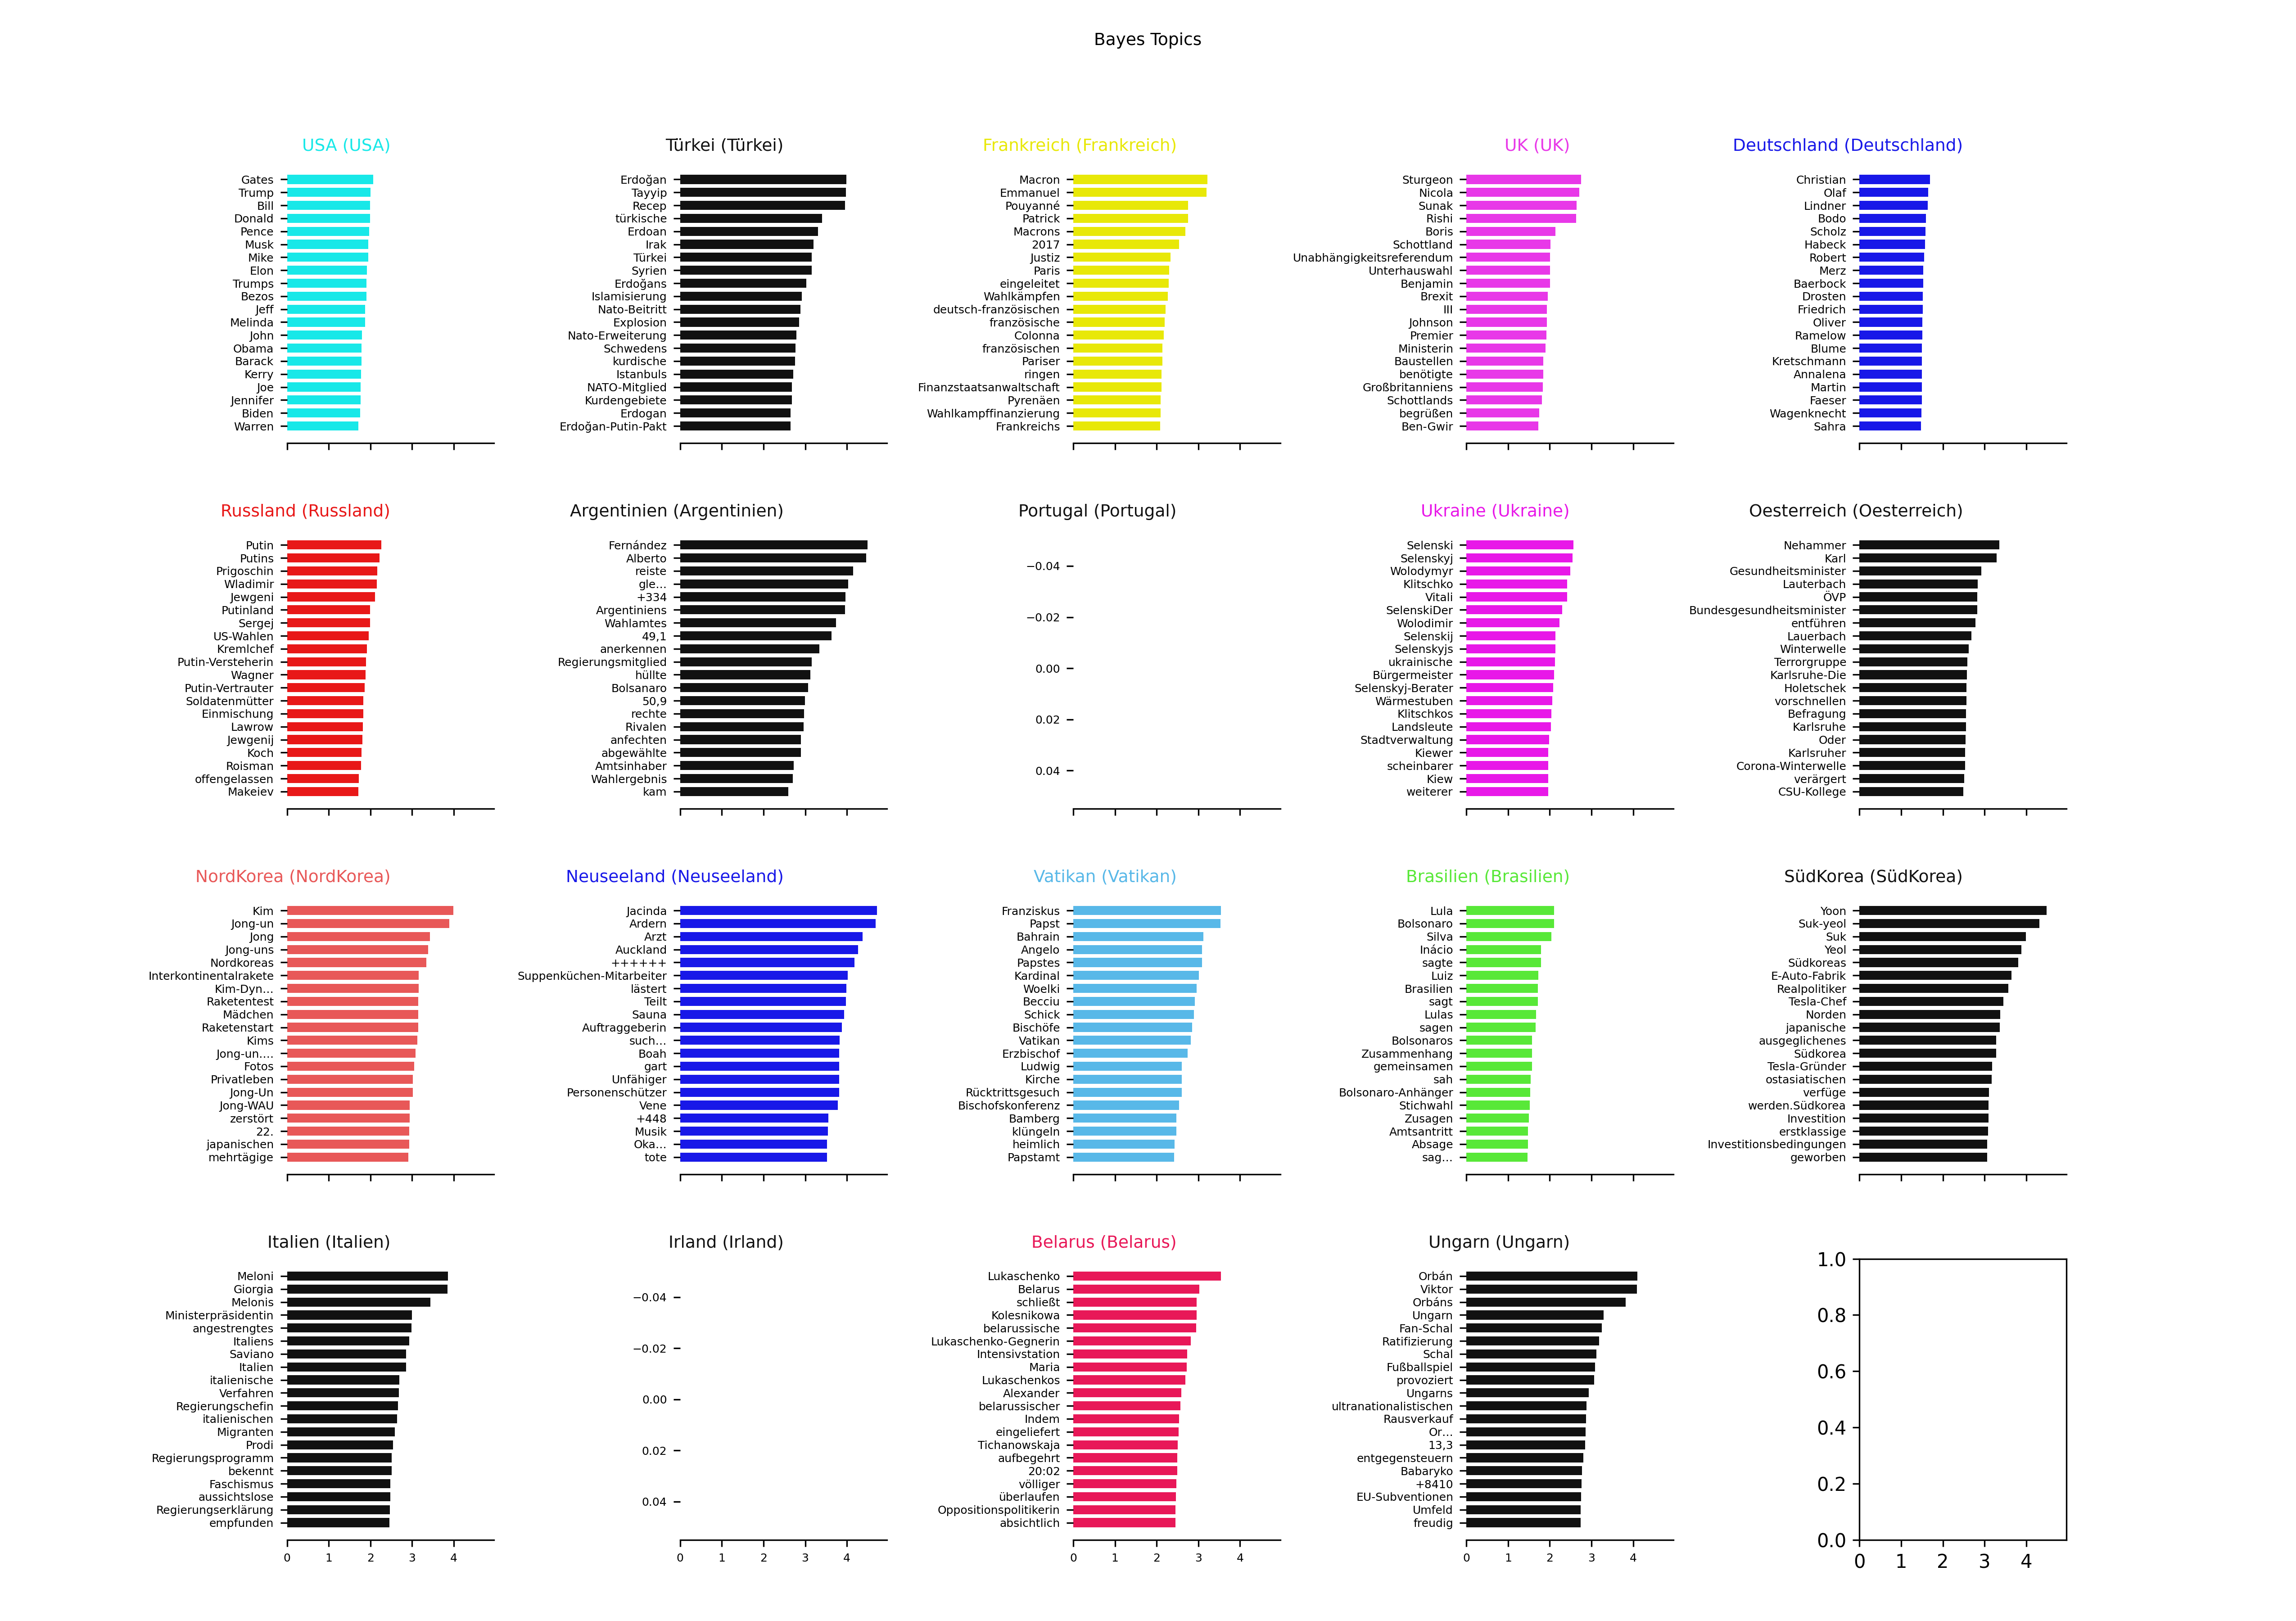 Bayes Topics
USA (USA)
Gates
Trump
Bill
Donald
Pence
Musk
Mike
Elon
Trumps
Bezos
Jeff
Melinda
John
Obama
Barack
Kerry
Joe
Jennifer
Biden
Warren
Türkei (Türkei)
Erdoğan
Tayyip
Recep
türkische
Erdoan
Irak
Türkei
Syrien
Erdoğans
Islamisierung
Nato-Beitritt
Explosion
Nato-Erweiterung
Schwedens
kurdische
Istanbuls
NATO-Mitglied
Kurdengebiete
Erdogan
Erdoğan-Putin-Pakt
Frankreich (Frankreich)
Macron
Emmanuel
Pouyanné
Patrick
Macrons
2017
Justiz
Paris
eingeleitet
Wahlkämpfen
deutsch-französischen
französische
Colonna
französischen
Pariser
ringen
Finanzstaatsanwaltschaft
Pyrenäen
Wahlkampffinanzierung
Frankreichs
UK (UK)
Sturgeon
Nicola
Sunak
Rishi
Boris
Schottland
Unabhängigkeitsreferendum
Unterhauswahl
Benjamin
Brexit
III
Johnson
Premier
Ministerin
Baustellen
benötigte
Großbritanniens
Schottlands
begrüßen
Ben-Gwir
Deutschland (Deutschland)
Christian
Olaf
Lindner
Bodo
Scholz
Habeck
Robert
Merz
Baerbock
Drosten
Friedrich
Oliver
Ramelow
Blume
Kretschmann
Annalena
Martin
Faeser
Wagenknecht
Sahra
Russland (Russland)
Putin
Putins
Prigoschin
Wladimir
Jewgeni
Putinland
Sergej
US-Wahlen
Kremlchef
Putin-Versteherin
Wagner
Putin-Vertrauter
Soldatenmütter
Einmischung
Lawrow
Jewgenij
Koch
Roisman
offengelassen
Makeiev
Argentinien (Argentinien)
Fernández
Alberto
reiste
gle...
+334
Argentiniens
Wahlamtes
49,1
anerkennen
Regierungsmitglied
hüllte
Bolsanaro
50,9
rechte
Rivalen
anfechten
abgewählte
Amtsinhaber
Wahlergebnis
kam
Portugal (Portugal)
−0.04
−0.02
0.00
0.02
0.04
Ukraine (Ukraine)
Selenski
Selenskyj
Wolodymyr
Klitschko
Vitali
SelenskiDer
Wolodimir
Selenskij
Selenskyjs
ukrainische
Bürgermeister
Selenskyj-Berater
Wärmestuben
Klitschkos
Landsleute
Stadtverwaltung
Kiewer
scheinbarer
Kiew
weiterer
Oesterreich (Oesterreich)
Nehammer
Karl
Gesundheitsminister
Lauterbach
ÖVP
Bundesgesundheitsminister
entführen
Lauerbach
Winterwelle
Terrorgruppe
Karlsruhe-Die
Holetschek
vorschnellen
Befragung
Karlsruhe
Oder
Karlsruher
Corona-Winterwelle
verärgert
CSU-Kollege
NordKorea (NordKorea)
Kim
Jong-un
Jong
Jong-uns
Nordkoreas
Interkontinentalrakete
Kim-Dyn...
Raketentest
Mädchen
Raketenstart
Kims
Jong-un....
Fotos
Privatleben
Jong-Un
Jong-WAU
zerstört
22.
japanischen
mehrtägige
Neuseeland (Neuseeland)
Jacinda
Ardern
Arzt
Auckland
++++++
Suppenküchen-Mitarbeiter
lästert
Teilt
Sauna
Auftraggeberin
such...
Boah
gart
Unfähiger
Personenschützer
Vene
+448
Musik
Oka...
tote
Vatikan (Vatikan)
Franziskus
Papst
Bahrain
Angelo
Papstes
Kardinal
Woelki
Becciu
Schick
Bischöfe
Vatikan
Erzbischof
Ludwig
Kirche
Rücktrittsgesuch
Bischofskonferenz
Bamberg
klüngeln
heimlich
Papstamt
Brasilien (Brasilien)
Lula
Bolsonaro
Silva
Inácio
sagte
Luiz
Brasilien
sagt
Lulas
sagen
Bolsonaros
Zusammenhang
gemeinsamen
sah
Bolsonaro-Anhänger
Stichwahl
Zusagen
Amtsantritt
Absage
sag...
SüdKorea (SüdKorea)
Yoon
Suk-yeol
Suk
Yeol
Südkoreas
E-Auto-Fabrik
Realpolitiker
Tesla-Chef
Norden
japanische
ausgeglichenes
Südkorea
Tesla-Gründer
ostasiatischen
verfüge
werden.Südkorea
Investition
erstklassige
Investitionsbedingungen
geworben
Italien (Italien)
Meloni
Giorgia
Melonis
Ministerpräsidentin
angestrengtes
Italiens
Saviano
Italien
italienische
Verfahren
Regierungschefin
italienischen
Migranten
Prodi
Regierungsprogramm
bekennt
Faschismus
aussichtslose
Regierungserklärung
empfunden
0 1 2 3 4
Irland (Irland)
−0.04
−0.02
0.00
0.02
0.04
0 1 2 3 4
Belarus (Belarus)
Lukaschenko
Belarus
schließt
Kolesnikowa
belarussische
Lukaschenko-Gegnerin
Intensivstation
Maria
Lukaschenkos
Alexander
belarussischer
Indem
eingeliefert
Tichanowskaja
aufbegehrt
20:02
völliger
überlaufen
Oppositionspolitikerin
absichtlich
0 1 2 3 4
Ungarn (Ungarn)
Orbán
Viktor
Orbáns
Ungarn
Fan-Schal
Ratifizierung
Schal
Fußballspiel
provoziert
Ungarns
ultranationalistischen
Rausverkauf
Or...
13,3
entgegensteuern
Babaryko
+8410
EU-Subventionen
Umfeld
freudig
0 1 2 3 4
1.0
0.8
0.6
0.4
0.2
0.0
0 1 2 3 4